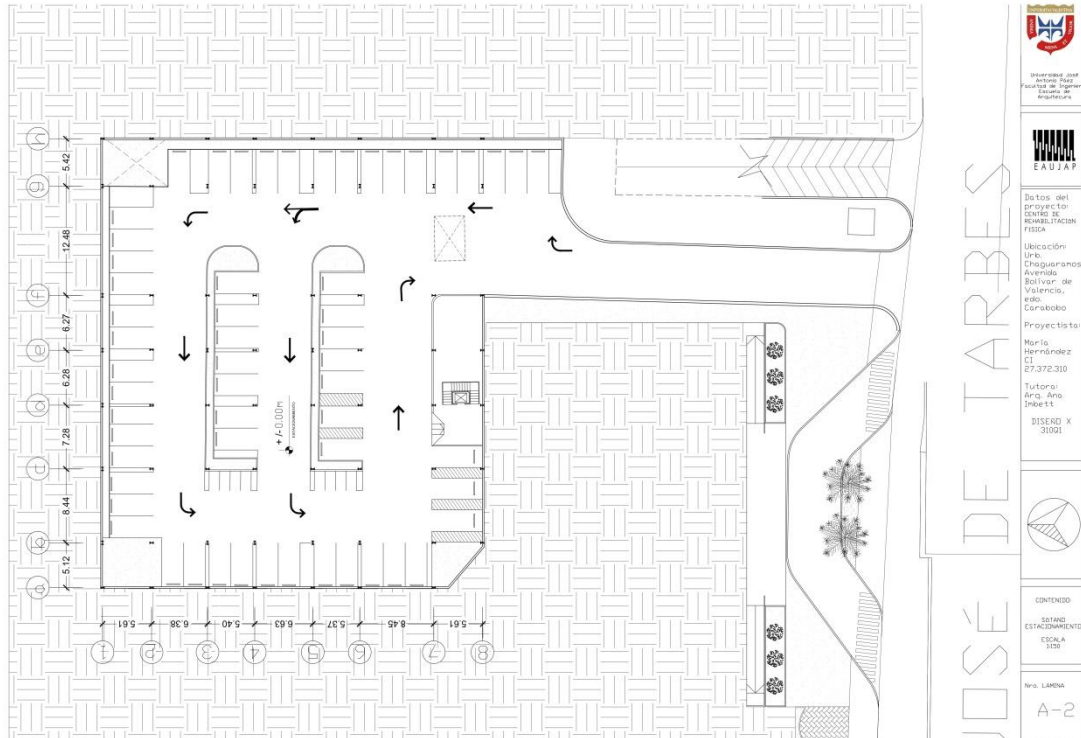 Universidad José
Antonio Páez
Facultad de Ingeniería
Escuela de
Arquitectura
EAUJAP
Datos del
proyecto:
CENTRO DE
REHABILITACIÓN
FISICA
Ubicación:
Urb.
Chaguaramos
Avenida
Bolívar de
Valencia,
edo.
Carabobo
Proyectista:
María
Hernández
CI
27.372.310
Tutora:
Arq. Ana
Imbett
DISEÑO X
310Q1
CONTENIDO
SOTANO
ESTACIONAMIENTO
ESCALA
1:150
Nro. LAMINA
A-2
JOSÉ DE TARBES
5.42
12.48
6.27
6.28
7.28
8.44
5.12
+/-0.00m
5.61 6.38 5.40 6.63 5.37 8.45 5.61
1 2 3 4 5 6 7 8